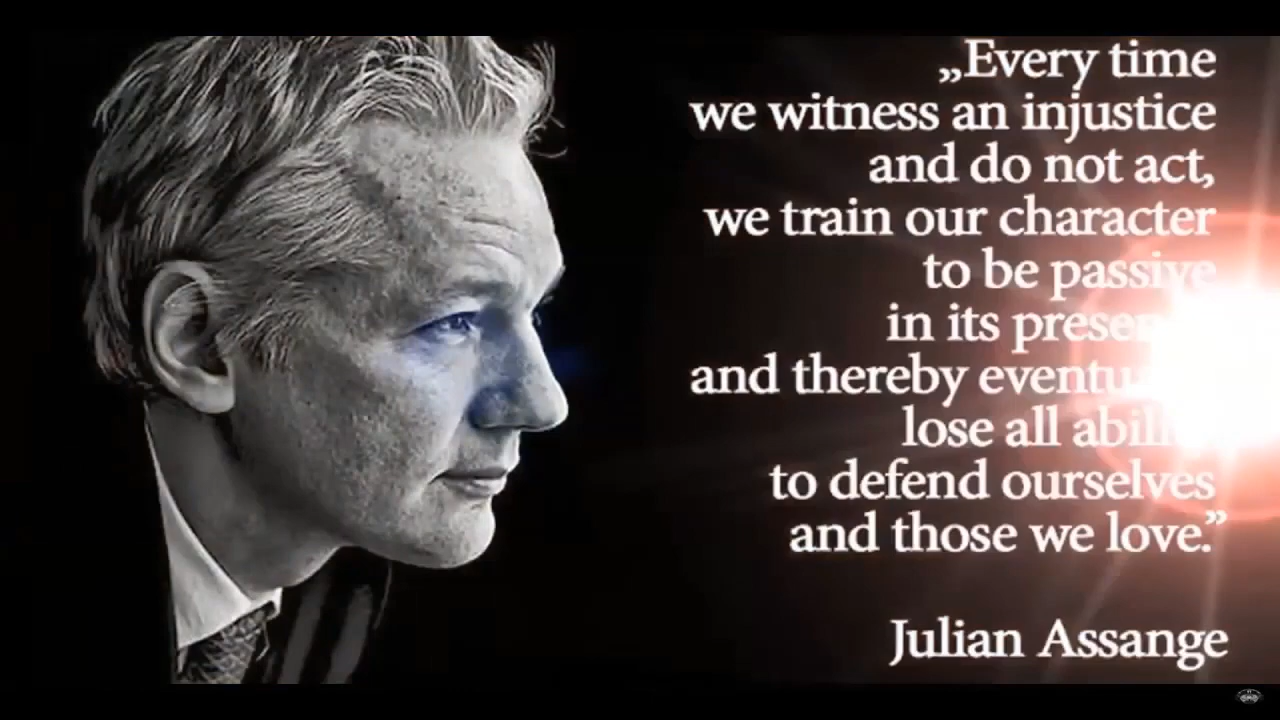 „Every time
we witness an injustice
and do not act,
we train our character
to be passive
in its
and thereby
lose all
to defend ourselves
and those we love.”
Julian Assange